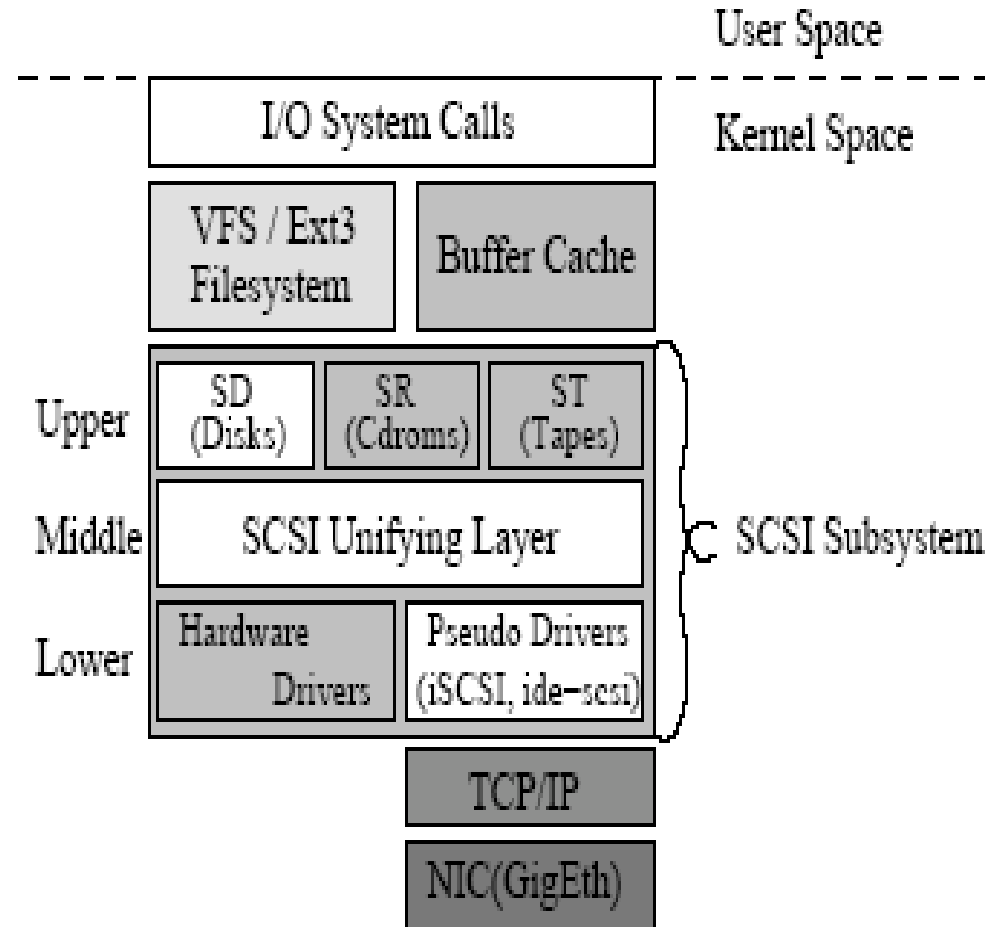 User Space
I/O System Calls
Kernel Space
VFS / Ext3
Filesystem
Buffer Cache
Upper
SD
(Disks)
SR
(Cdroms)
ST
(Tapes)
Middle
SCSI Unifying Layer
SCSI Subsystem
Lower
Hardware
Drivers
Pseudo Drivers
(iSCSI, ide-scsi)
TCP/IP
NIC(GigEth)